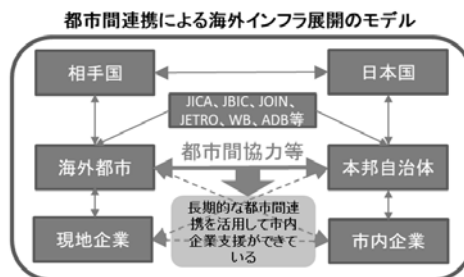 都市間連携による海外インフラ展開のモデル
相手国
日本国
JICA、JBIC、JOIN、
JETRO、WB、ADB等
海外都市
都市間協力等
本邦自治体
長期的な都市間連
携を活用して市内
企業支援ができて
いる
現地企業
市内企業